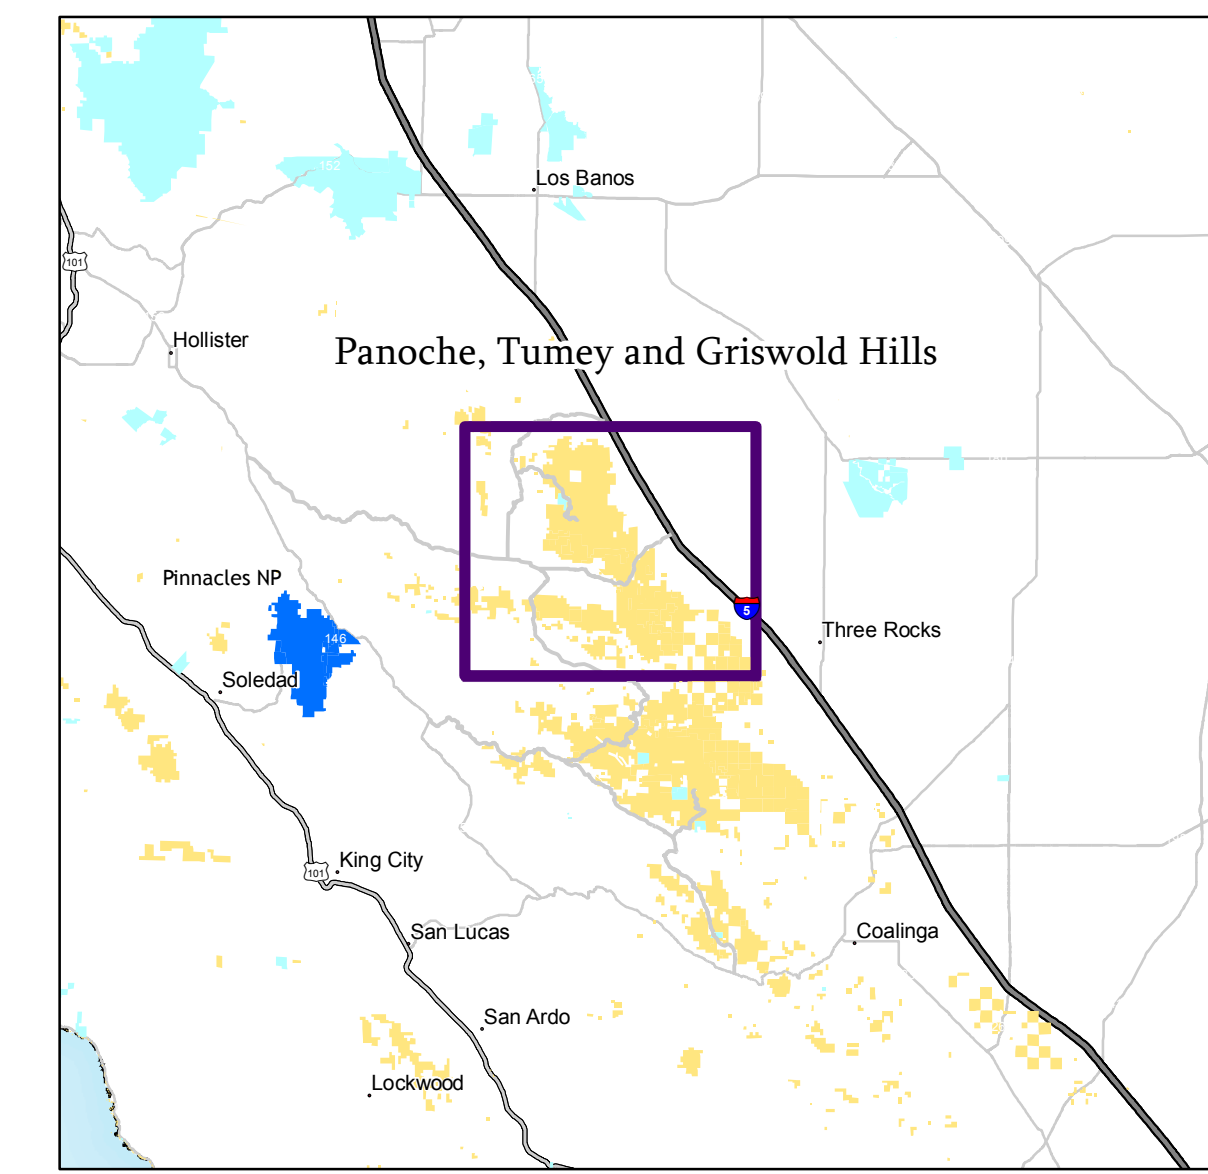 152
Los Banos
101
Hollister
Panoche, Tumey and Griswold Hills
Pinnacles NP
5
146
Three Rocks
Soledad
King City
101
San Lucas
Coalinga
San Ardo
Lockwood